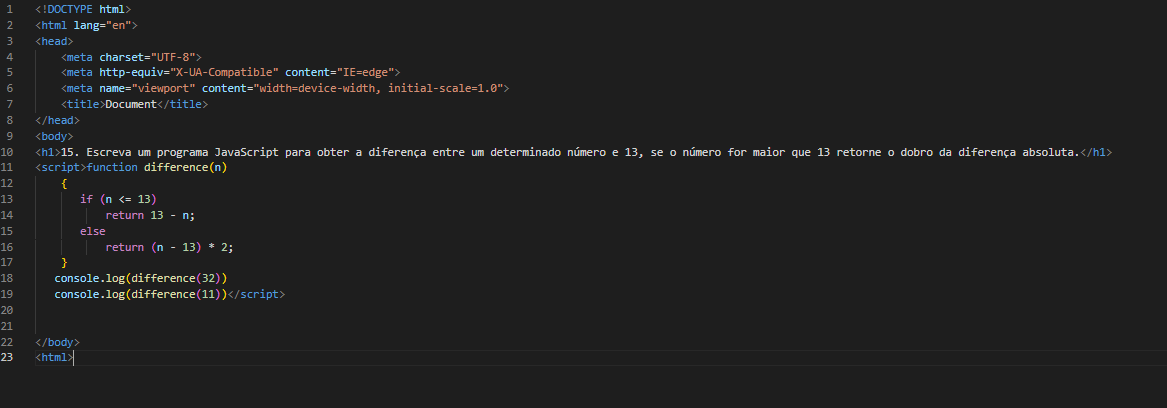 1 <!DOCTYPE html>
2 <html lang="en">
3 <head>
4     <meta charset="UTF-8">
5     <meta http-equiv="X-UA-Compatible" content="IE=edge">
6     <meta name="viewport" content="width=device-width, initial-scale=1.0">
7     <title>Document</title>
8 </head>
9 <body>
10 <h1>15. Escreva um programa JavaScript para obter a diferença entre um determinado número e 13, se o número for maior que 13 retorne o dobro da diferença absoluta.</h1>
11 <script>function difference(n)
12     {
13        if (n <= 13)
14            return 13 - n;
15        else
16            return (n - 13) * 2;
17     }
18    console.log(difference(32))
19    console.log(difference(11))</script>
20
21
22 </body>
23 <html>